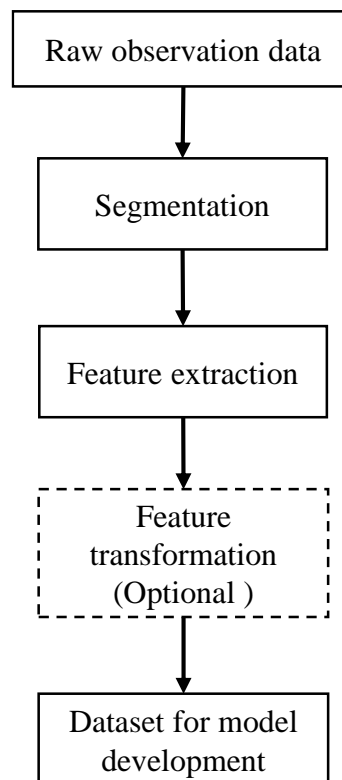 Raw observation data
Segmentation
Feature extraction
Feature
transformation
(Optional )
Dataset for model
development